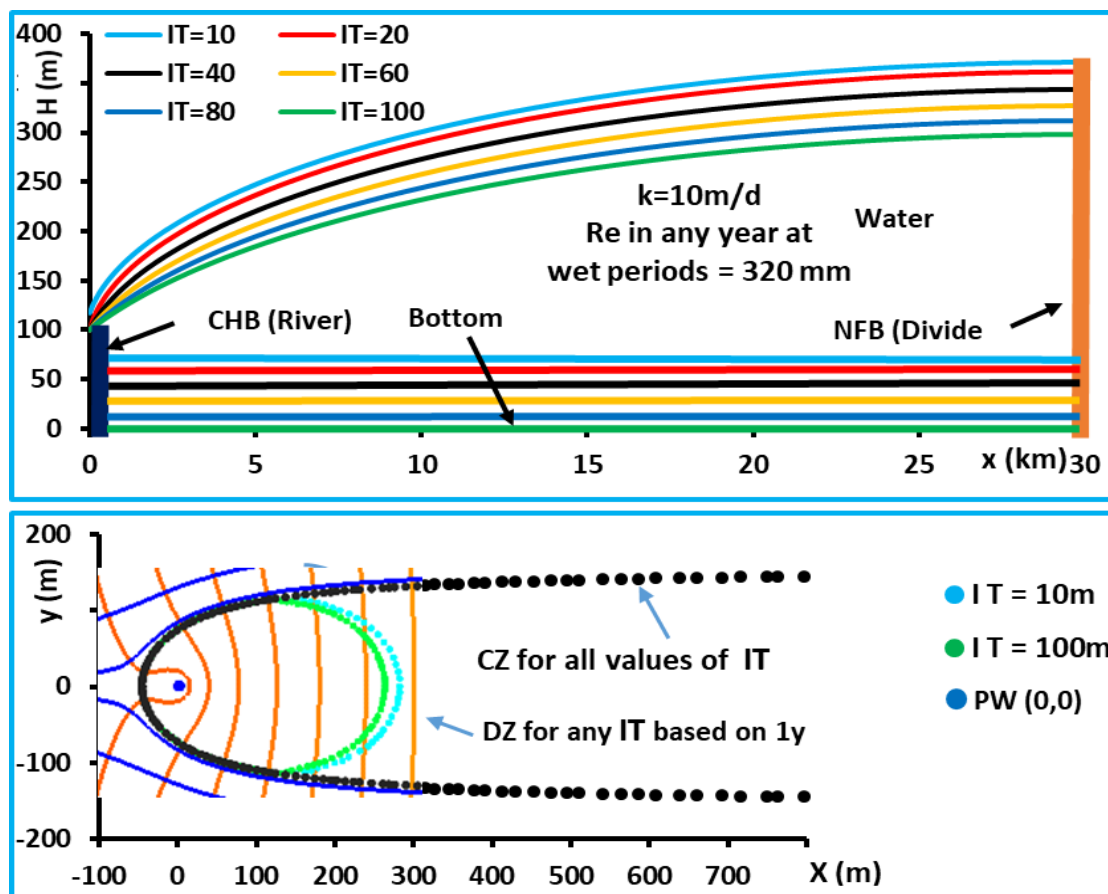 400
IT=10
IT=20
IT=40
IT=60
IT=80
IT=100
H (m)
350
300
250
200
150
100
50
0
k=10m/d
Re in any year at
wet periods = 320 mm
Water
CHB (River)
Bottom
NFB (Divide
0 5 10 15 20 25 x (km) 30
200
100
0
-100
-200
y (m)
CZ for all values of IT
DZ for any IT based on 1y
I T = 10m
I T = 100m
PW (0,0)
-100 0 100 200 300 400 500 600 700 X (m)